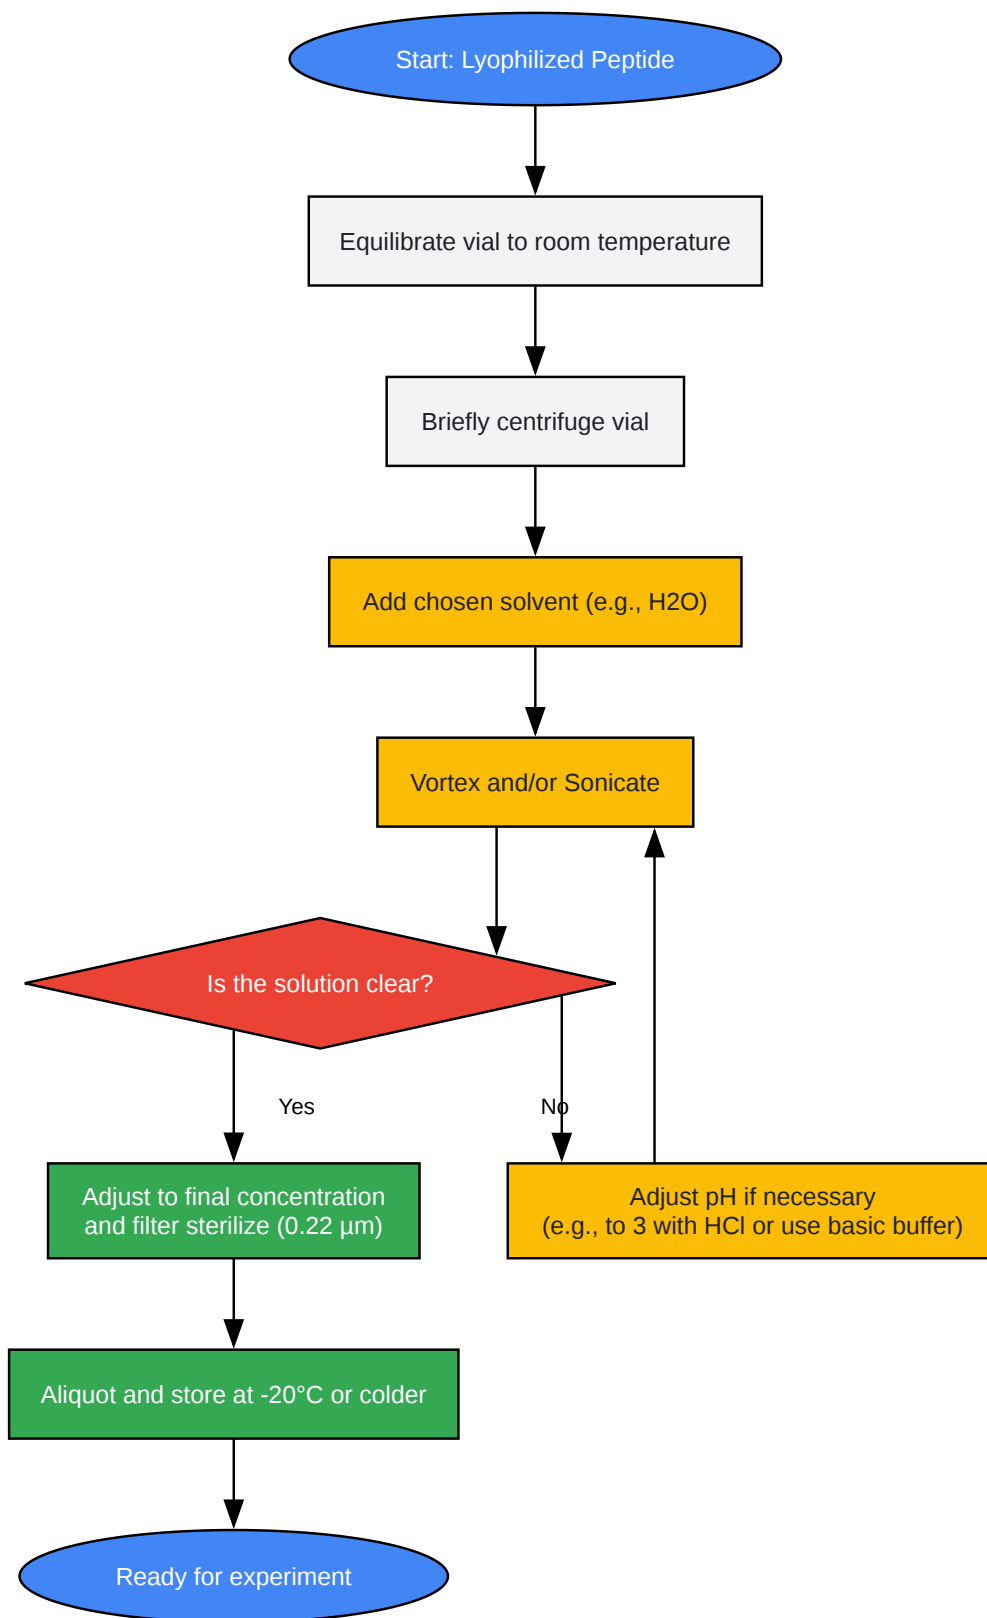 Start: Lyophilized Peptide
Equilibrate vial to room temperature
Briefly centrifuge vial
Add chosen solvent (e.g., H2O)
Vortex and/or Sonicate
Is the solution clear?
Yes
No
Adjust to final concentration
and filter sterilize (0.22 µm)
Adjust pH if necessary
(e.g., to 3 with HCl or use basic buffer)
Aliquot and store at -20°C or colder
Ready for experiment